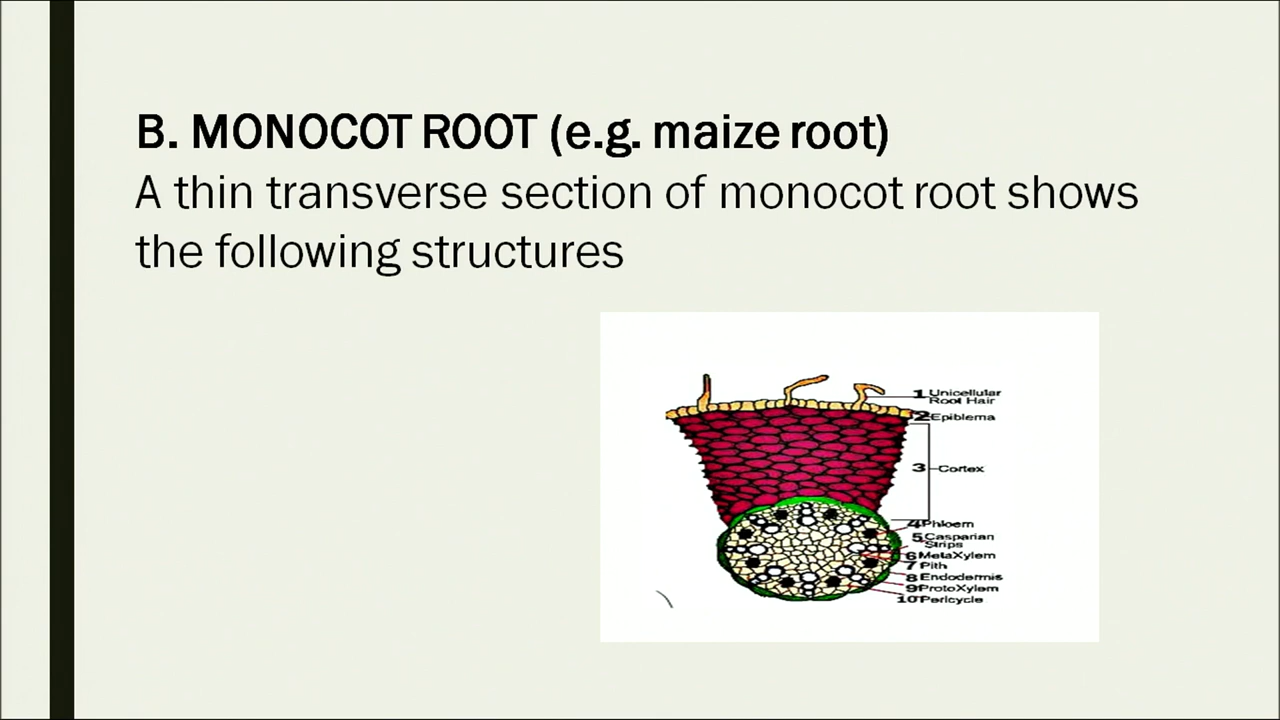 B. MONOCOT ROOT (e.g. maize root)
A thin transverse section of monocot root shows
the following structures
1 Unicellular
Root Hair
2 Epiblema
3 Cortex
4 Phloem
5 Casparian
Strips
6 MetaXylem
7 Pith
8 Endodermis
9 ProtoXylem
10 Pericycle